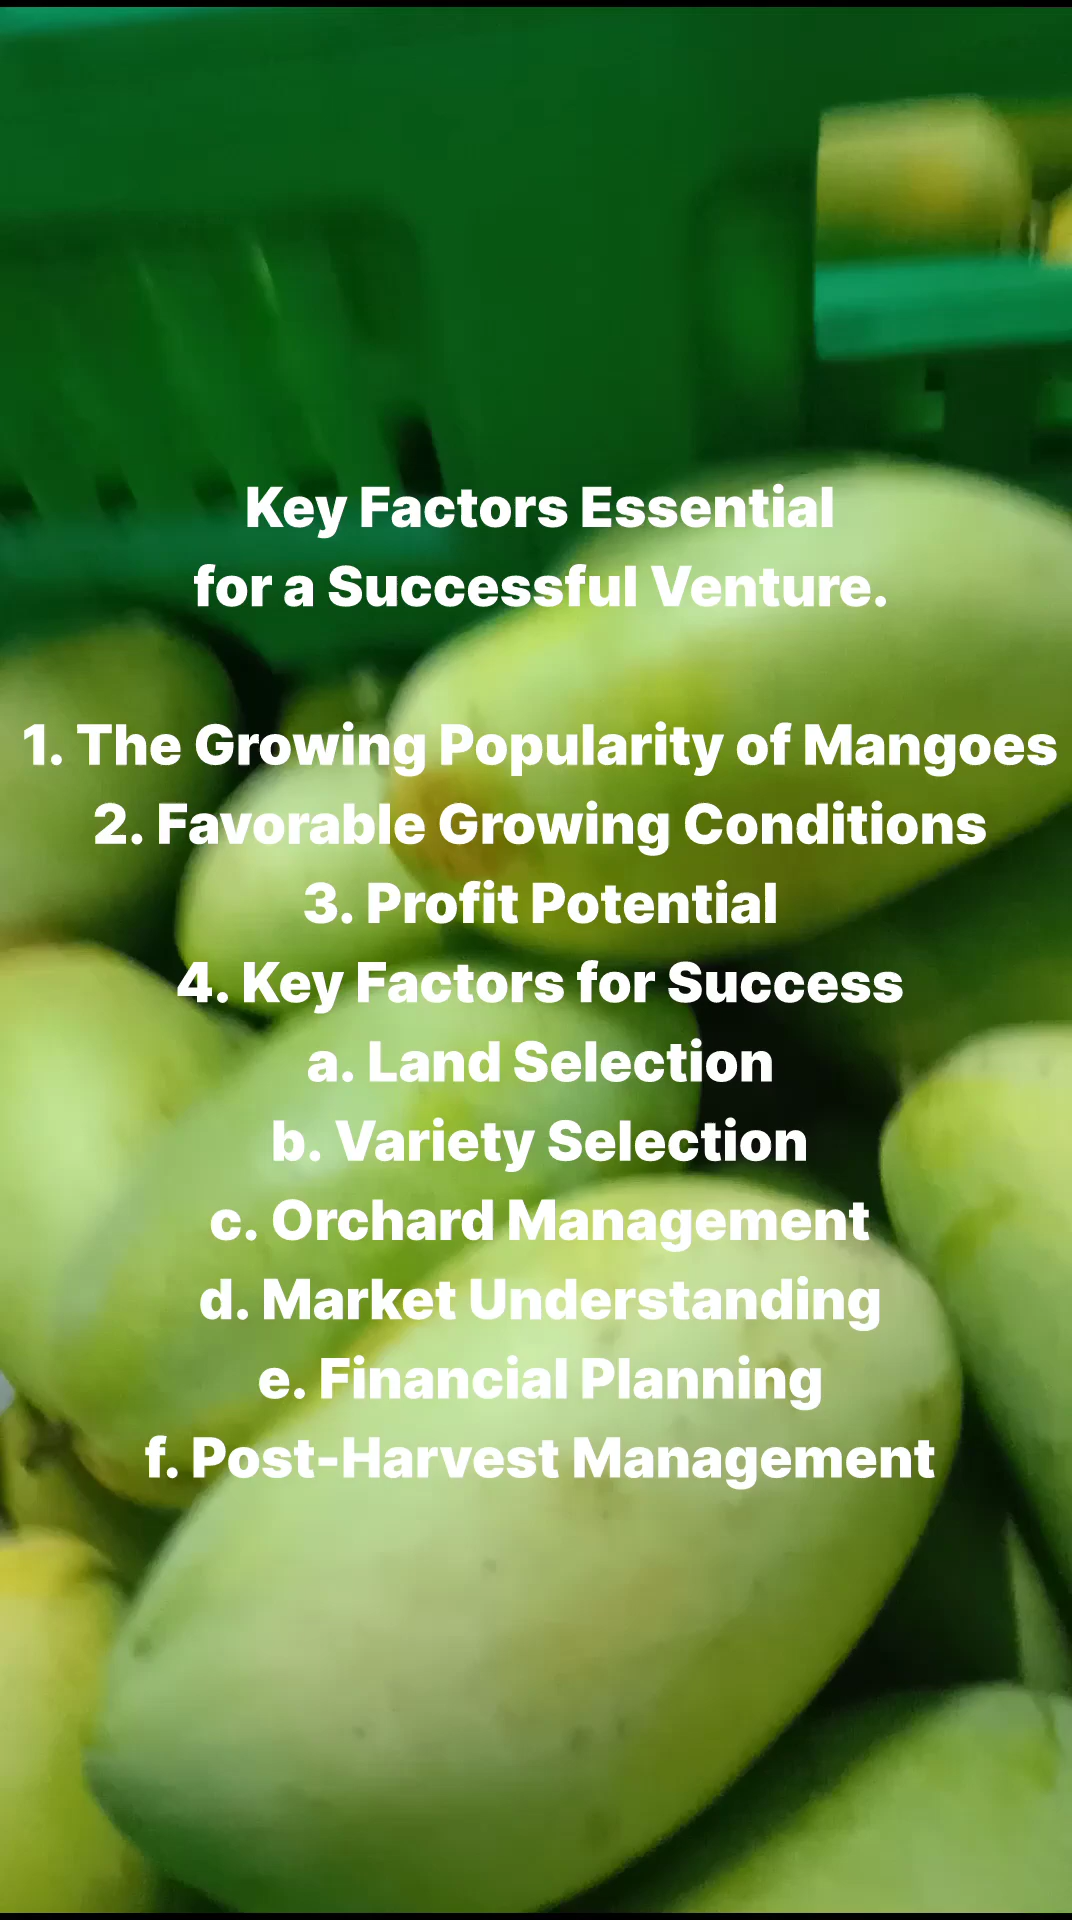 Key Factors Essential
for a Successful Venture.
1. The Growing Popularity of Mangoes
2. Favorable Growing Conditions
3. Profit Potential
4. Key Factors for Success
a. Land Selection
b. Variety Selection
c. Orchard Management
d. Market Understanding
e. Financial Planning
f. Post-Harvest Management